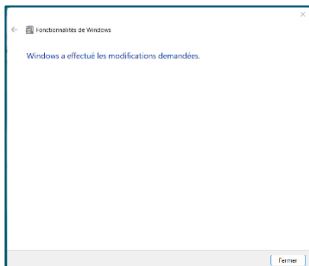 Fonctionnalités de Windows
Windows a effectué les modifications demandées.
Fermer